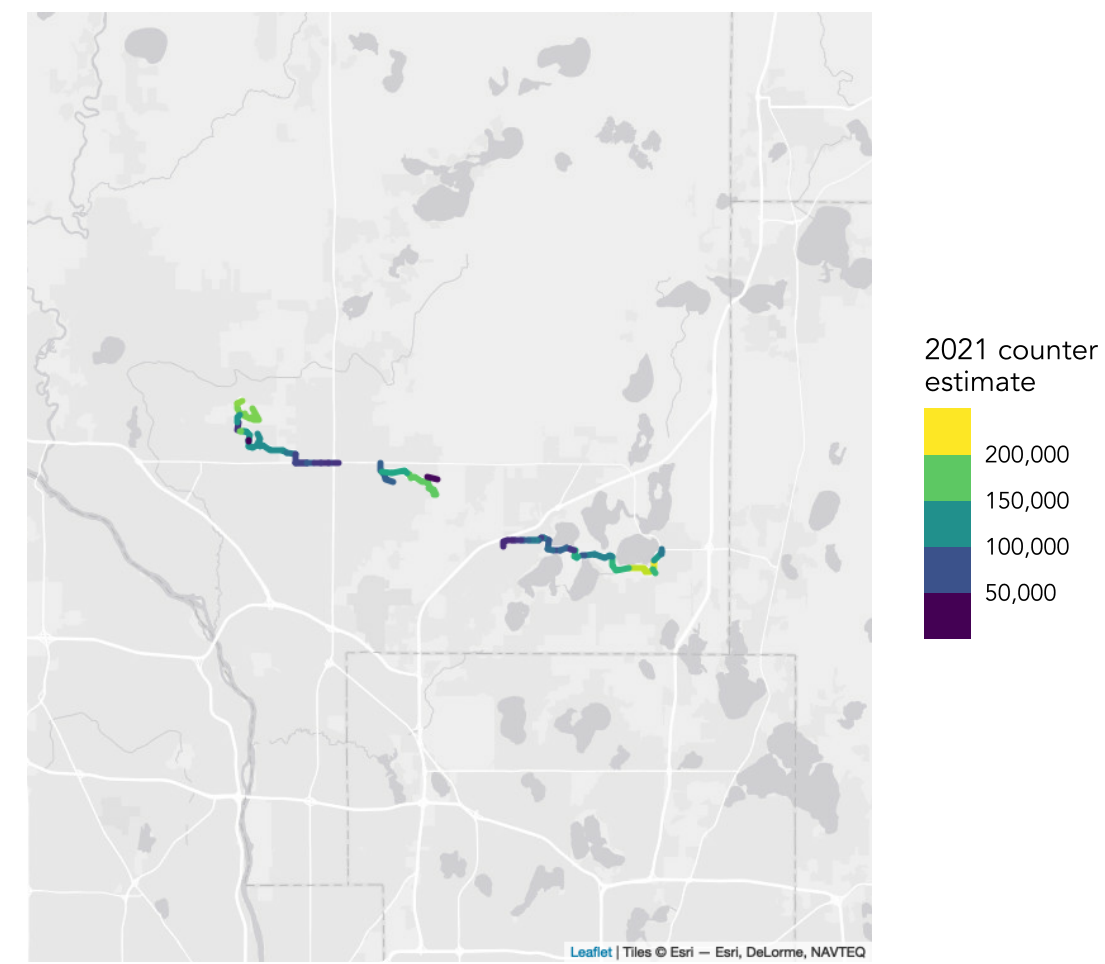 2021 counter
estimate
200,000
150,000
100,000
50,000
Leaflet | Tiles © Esri — Esri, DeLorme, NAVTEQ